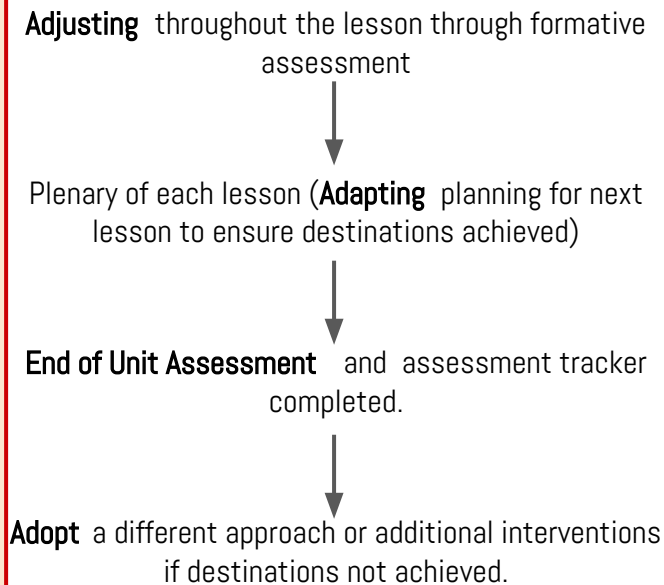 Adjusting throughout the lesson through formative
assessment
Plenary of each lesson (Adapting planning for next
lesson to ensure destinations achieved)
End of Unit Assessment and assessment tracker
completed.
Adopt a different approach or additional interventions
if destinations not achieved.